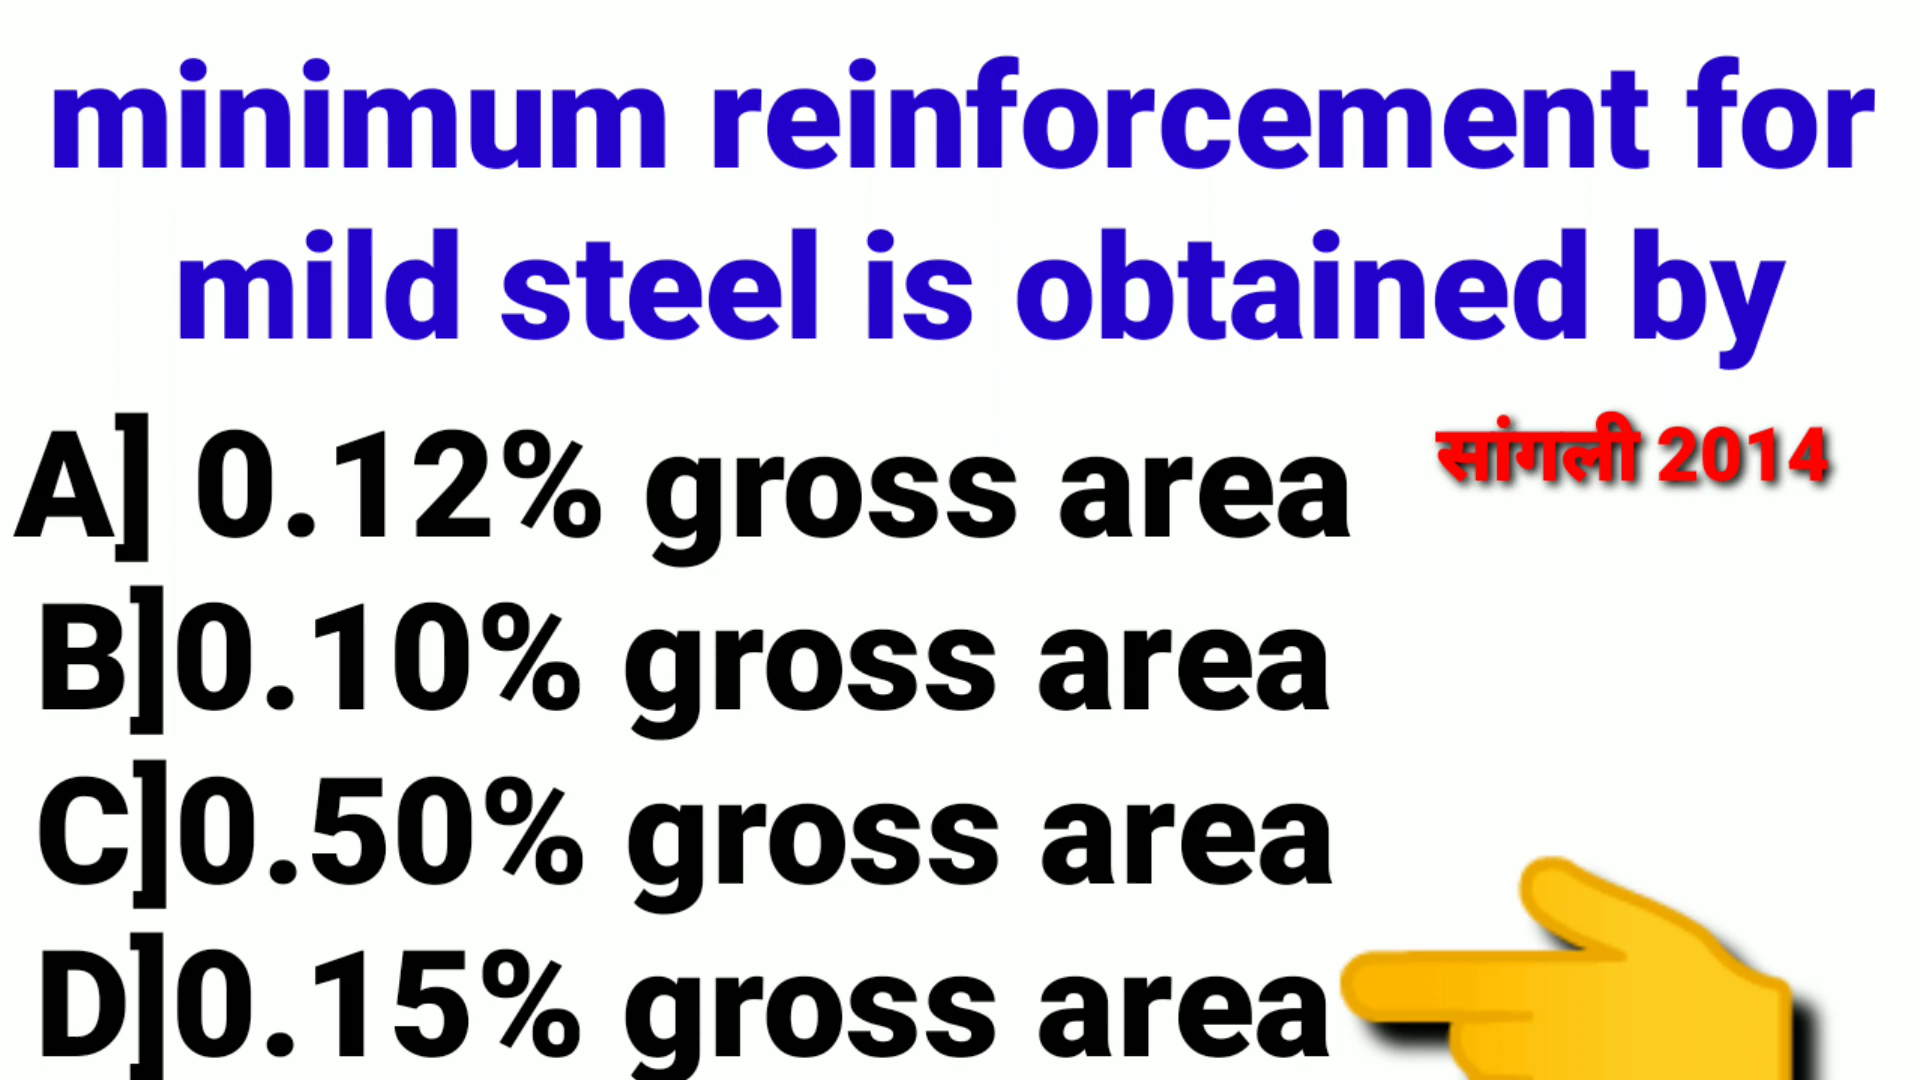 minimum reinforcement for
mild steel is obtained by
A] 0.12% gross area
सांगली 2014
B]0.10% gross area
C]0.50% gross area
D]0.15% gross area